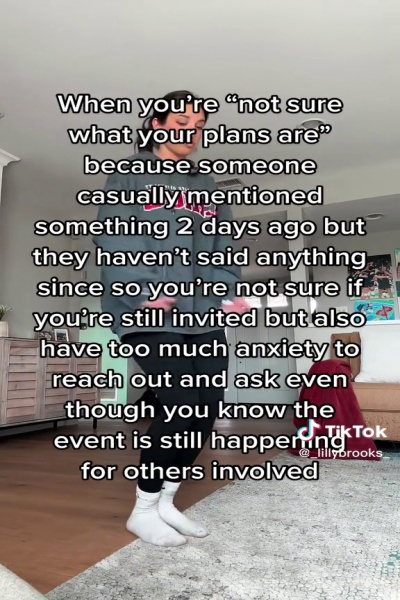 When you're “not sure
what your plans are”
because someone
casually mentioned
something 2 days ago but
they haven't said anything
since so you're not sure if
you're still invited but also
have too much anxiety to
reach out and ask even
though you know the
event is still happening
for others involved
TikTok
@_lillybrooks